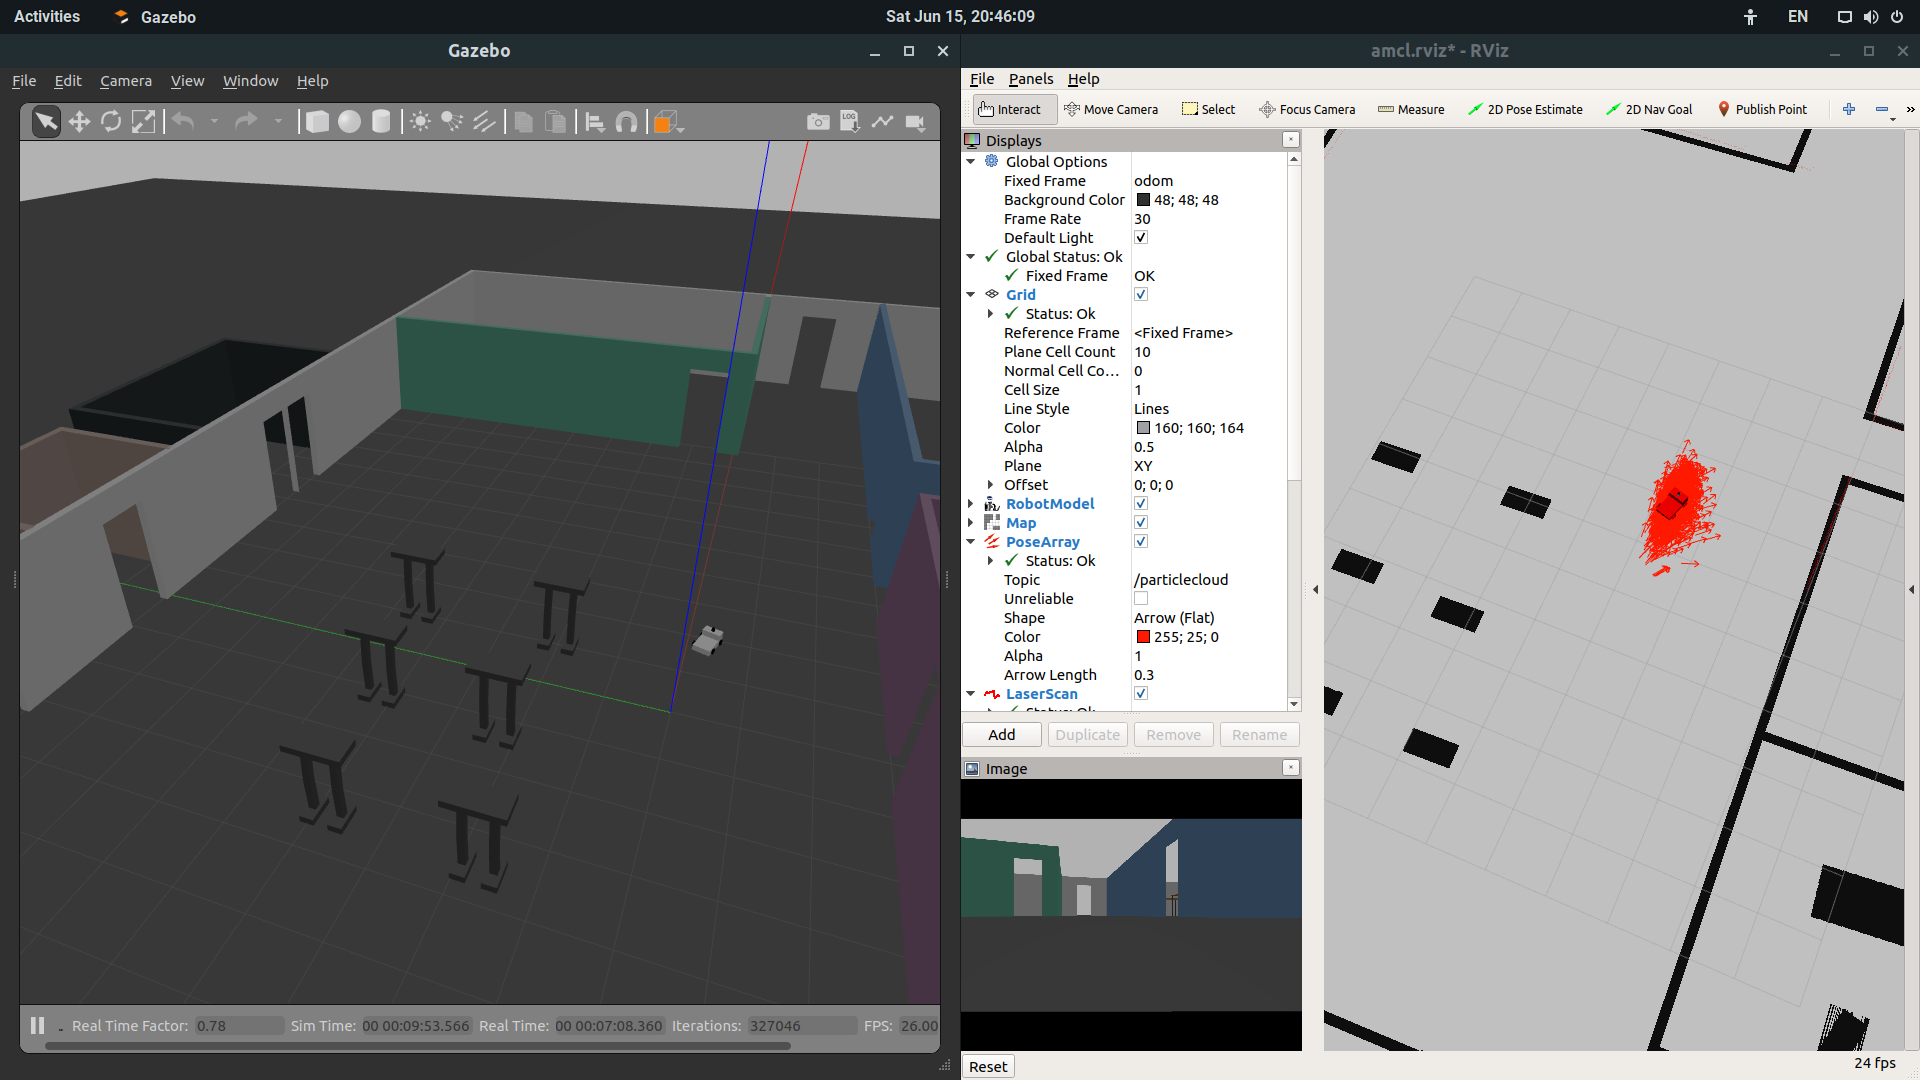 Activities
Gazebo
Sat Jun 15, 20:46:09
EN
Gazebo
File Edit Camera View Window Help
LOG
Real Time Factor: 0.78 Sim Time: 00 00:09:53.566 Real Time: 00 00:07:08.360 Iterations: 327046 FPS: 26.00
amcl.rviz* - RViz
File Panels Help
Interact Move Camera Select Focus Camera Measure 2D Pose Estimate 2D Nav Goal Publish Point
Displays
Global Options
Fixed Frame odom
Background Color 48; 48; 48
Frame Rate 30
Default Light
Global Status: Ok
Fixed Frame OK
Grid
Status: Ok
Reference Frame <Fixed Frame>
Plane Cell Count 10
Normal Cell Co... 0
Cell Size 1
Line Style Lines
Color 160; 160; 164
Alpha 0.5
Plane XY
Offset 0; 0; 0
RobotModel
Map
PoseArray
Status: Ok
Topic /particlecloud
Unreliable
Shape Arrow (Flat)
Color 255; 25; 0
Alpha 1
Arrow Length 0.3
LaserScan
Status: Ok
Add Duplicate Remove Rename
Image
Reset
24 fps